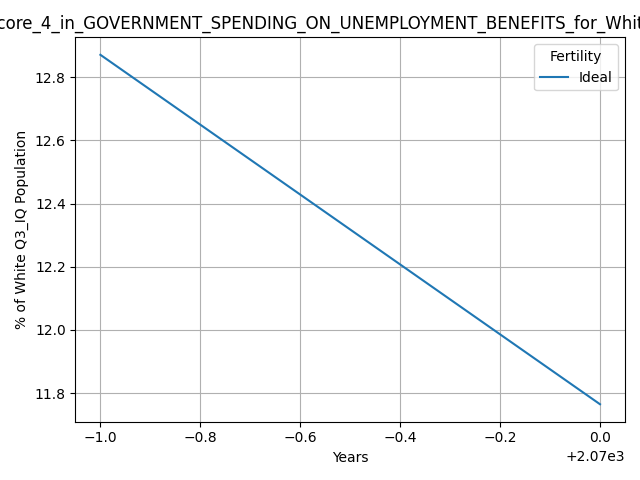 core_4_in_GOVERNMENT_SPENDING_ON_UNEMPLOYMENT_BENEFITS_for_Whit
Fertility
Ideal
12.8
12.6
12.4
12.2
12.0
11.8
% of White Q3_IQ Population
−1.0 −0.8 −0.6 −0.4 −0.2 0.0
+2.07e3
Years